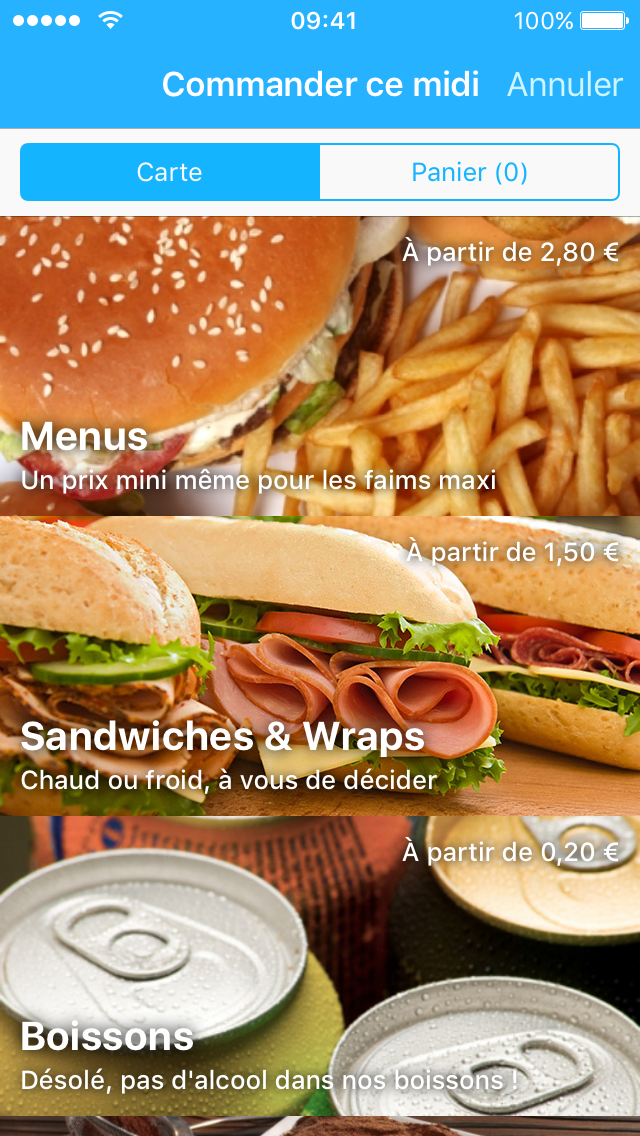 09:41
100%
Commander ce midi
Annuler
Carte
Panier (0)
À partir de 2,80 €
Menus
Un prix mini même pour les faims maxi
À partir de 1,50 €
Sandwiches & Wraps
Chaud ou froid, à vous de décider
À partir de 0,20 €
Boissons
Désolé, pas d'alcool dans nos boissons !